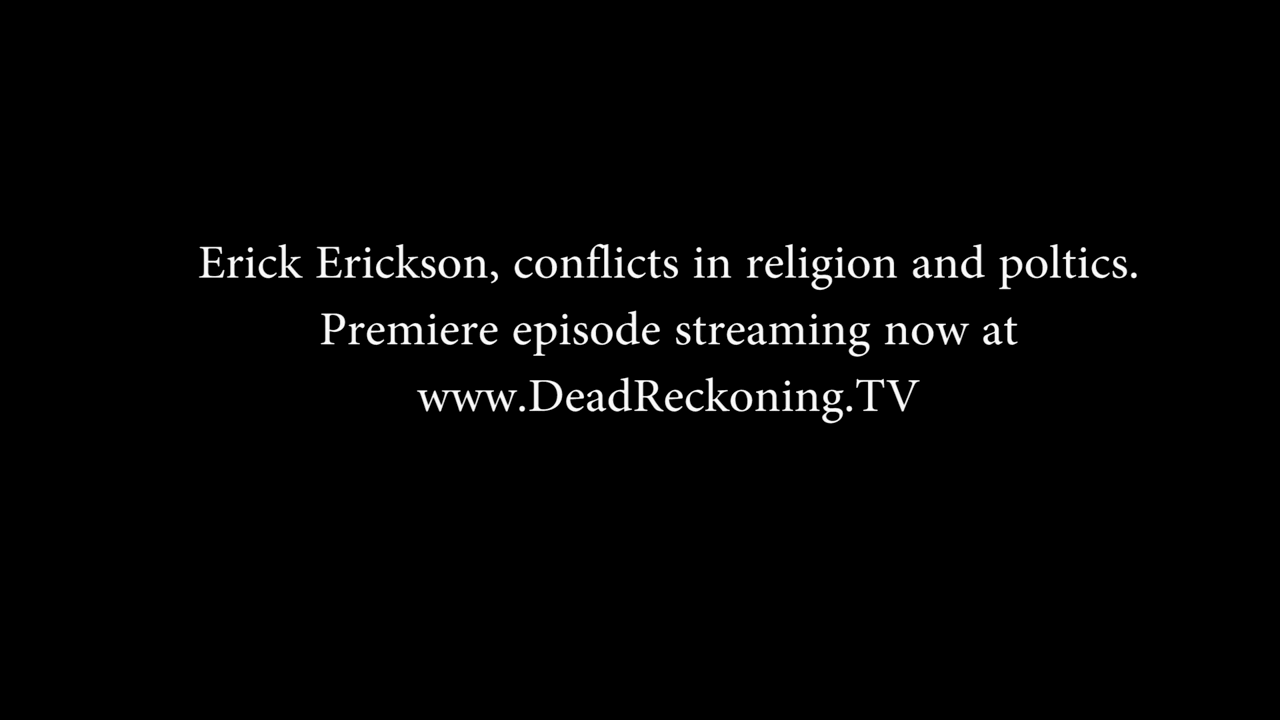 Erick Erickson, conflicts in religion and poltics.
Premiere episode streaming now at
www.DeadReckoning.TV